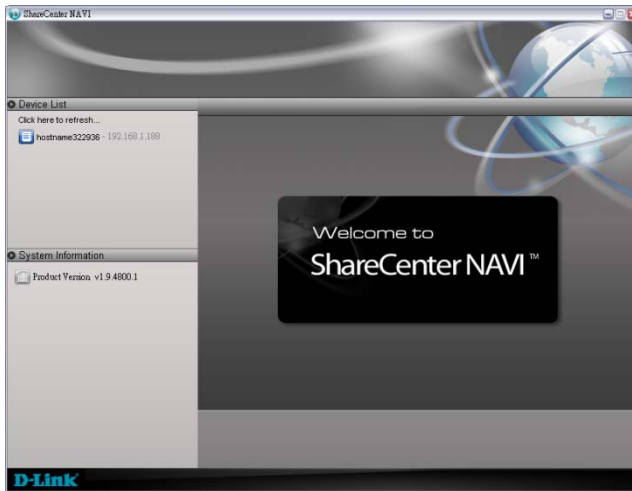 ShareCenter NAVI
Device List
Click here to refresh...
hostname322936 - 192.168.1.188
System Information
Product Version v1.9.4800.1
Welcome to
ShareCenter NAVI™
D-Link